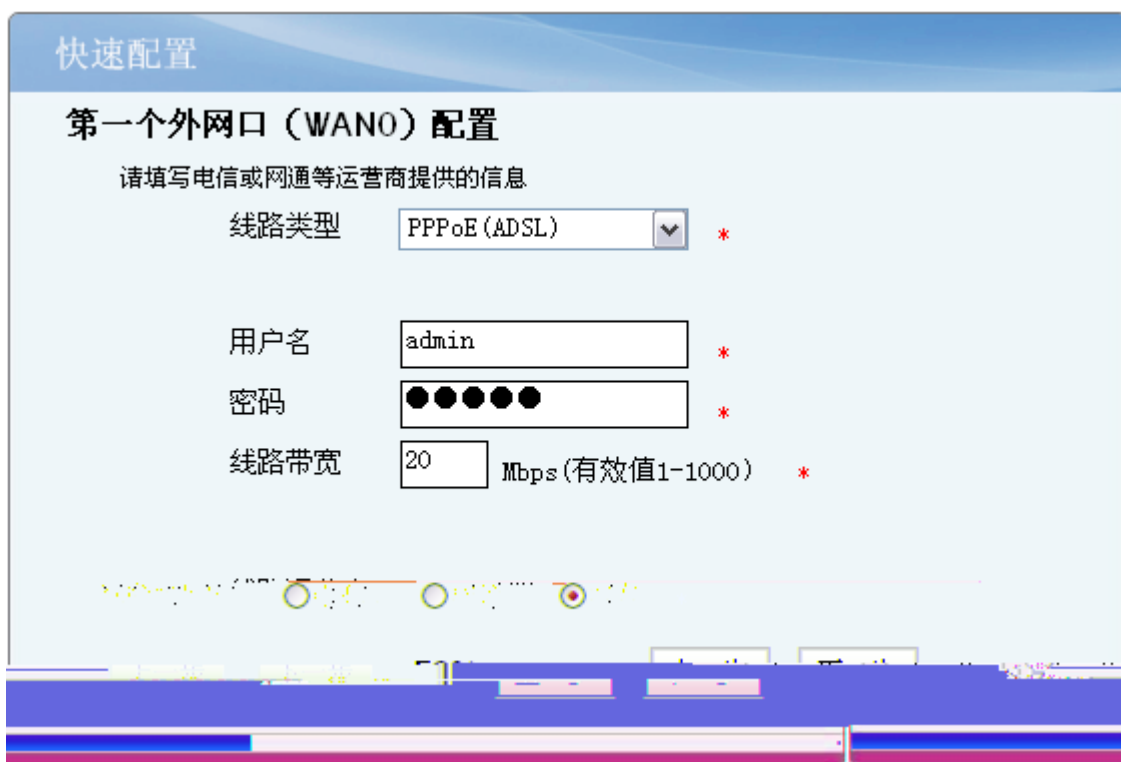 快速配置
第一个外网口（WAN0）配置
请填写电信或网通等运营商提供的信息
线路类型 PPPoE(ADSL) *
用户名 admin *
密码 ●●●●● *
线路带宽 20 Mbps(有效值1-1000) *